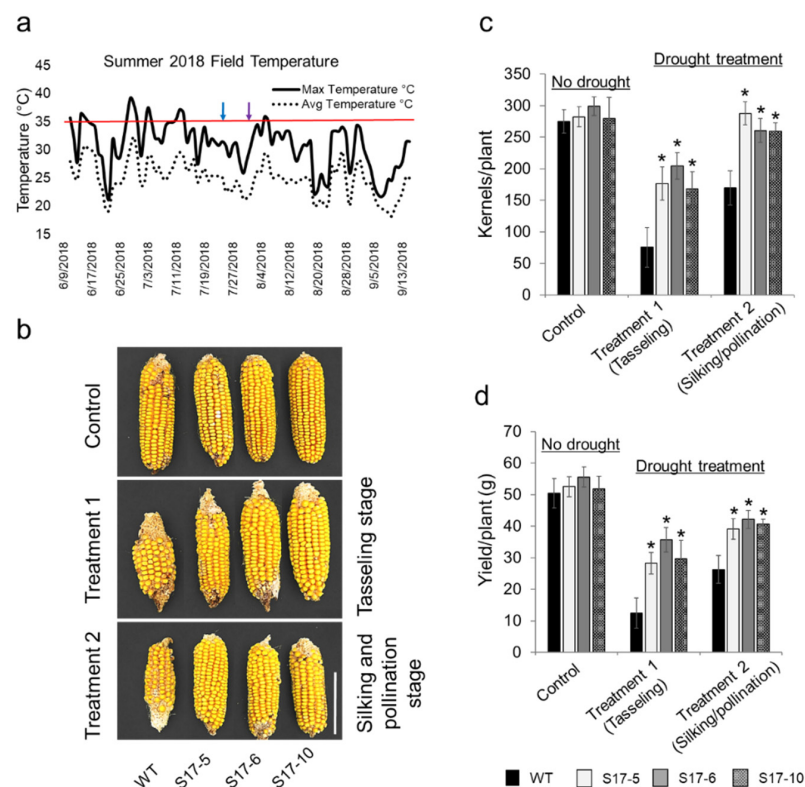 a
Summer 2018 Field Temperature
Temperature (°C)
45
40
35
30
25
20
15
Max Temperature °C
Avg Temperature °C
6/9/2018
6/17/2018
6/25/2018
7/3/2018
7/11/2018
7/19/2018
7/27/2018
8/4/2018
8/12/2018
8/20/2018
8/28/2018
9/5/2018
9/13/2018
b
Control
Treatment 1
Treatment 2
Tasseling stage
Silking and
pollination
stage
WT
S17-5
S17-6
S17-10
c
Drought treatment
No drought
Kernels/plant
350
300
250
200
150
100
50
0
* * *
* * *
Control
Treatment 1
(Tasseling)
Treatment 2
(Silking/pollination)
d
No drought
Drought treatment
Yield/plant (g)
70
60
50
40
30
20
10
0
* * *
* * *
Control
Treatment 1
(Tasseling)
Treatment 2
(Silking/pollination)
WT S17-5 S17-6 S17-10